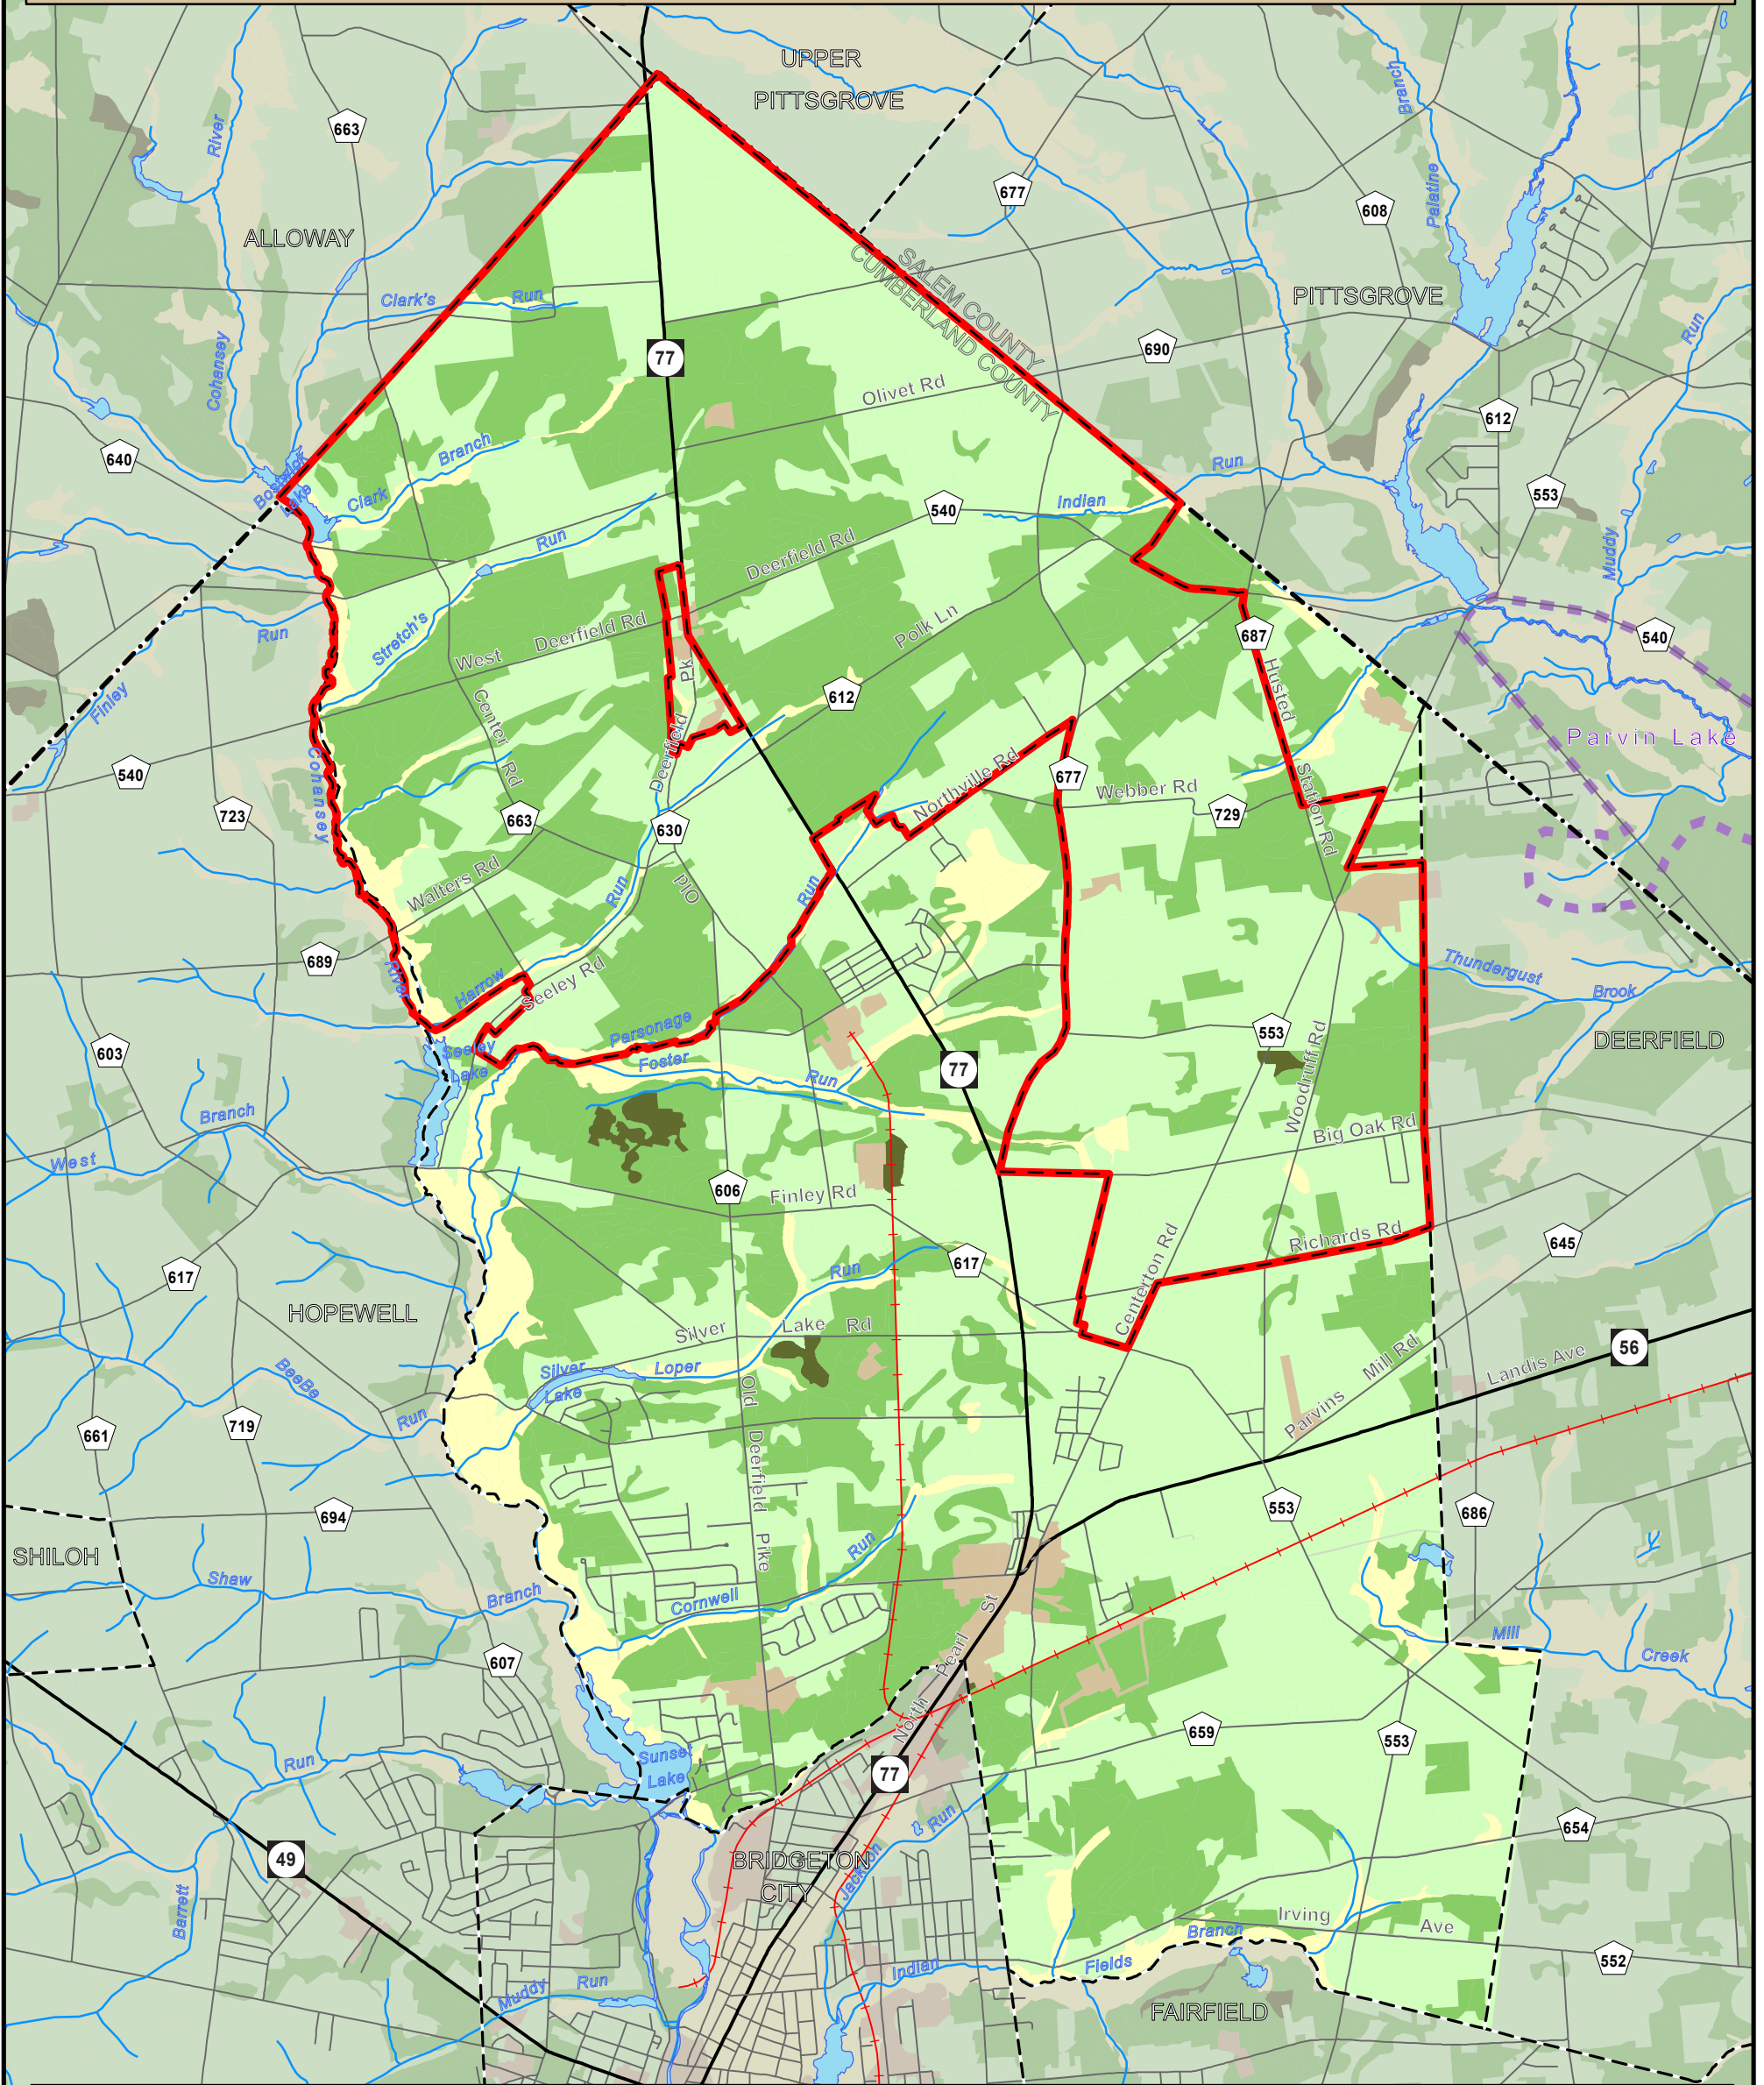 UPPER
PITTSGROVE
Branch
River
663
677
Palatine
608
ALLOWAY
SALEM COUNTY
CUMBERLAND COUNTY
PITTSGROVE
Clark's Run
Run
Cohansey
77
690
Olivet Rd
612
640
Branch
Run
Bostwick
Lake
Clark
553
540
Indian
Run
Deerfield Rd
Muddy
Run
West Deerfield Rd
Stretch's
Polk Ln
687
540
Pk
Finley
Center Rd
612
Husted
Station Rd
Parvin Lake
Deerfield
Cohansey
River
540
Northville Rd
677
Webber Rd
723
663
630
729
Walters Rd
Run
Old
Run
689
Harrow
Seeley Rd
Thundergust
Brook
Parsonage
603
Seeley
Lake
Foster
Run
553
Woodruff Rd
DEERFIELD
77
Branch
Big Oak Rd
West
606
Finley Rd
Richards Rd
645
617
617
Run
Centerton Rd
HOPEWELL
Silver Lake Rd
Parvins Mill Rd
56
Landis Ave
BeeBe
Run
Silver
Lake
Loper
Old Deerfield Pike
661
719
694
553
686
SHILOH
Run
Shaw
Branch
Cornwell
St
Mill
Creek
607
Pearl
North
659
553
Run
Sunset
Lake
77
654
49
Run
BRIDGETON
CITY
Jackson
Barrett
Irving
Ave
Branch
552
Indian
Fields
Muddy
Run
FAIRFIELD